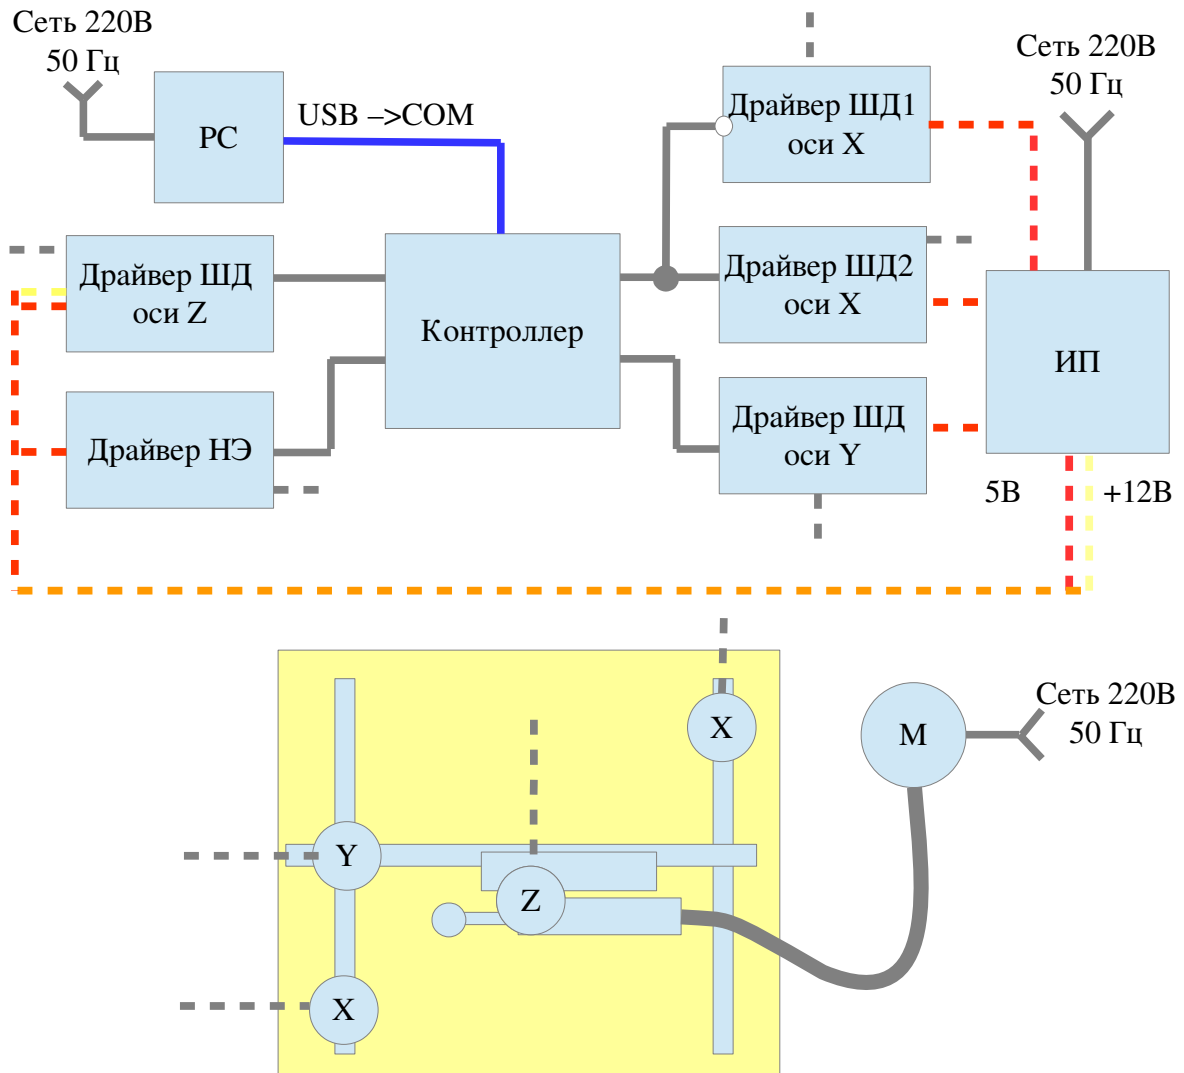 Сеть 220В
50 Гц
PC
USB –>COM
Драйвер ШД1
оси X
Сеть 220В
50 Гц
Драйвер ШД
оси Z
Контроллер
Драйвер ШД2
оси X
ИП
Драйвер НЭ
Драйвер ШД
оси Y
5В
+12В
X
Y
Z
X
М
Сеть 220В
50 Гц